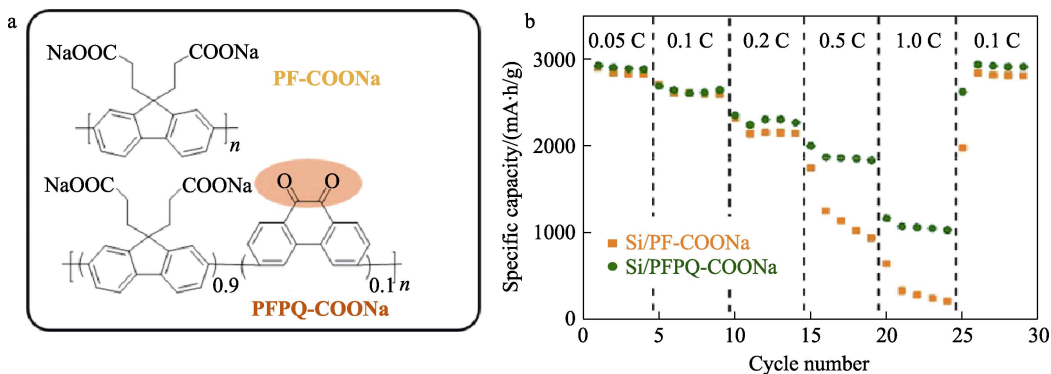 a
NaOOC COONa
PF-COONa
n
NaOOC COONa O O
0.9 0.1 n
PFPQ-COONa
b
Specific capacity/(mA·h/g)
3000
2000
1000
0
0.05 C 0.1 C 0.2 C 0.5 C 1.0 C 0.1 C
Si/PF-COONa
Si/PFPQ-COONa
0 5 10 15 20 25 30
Cycle number